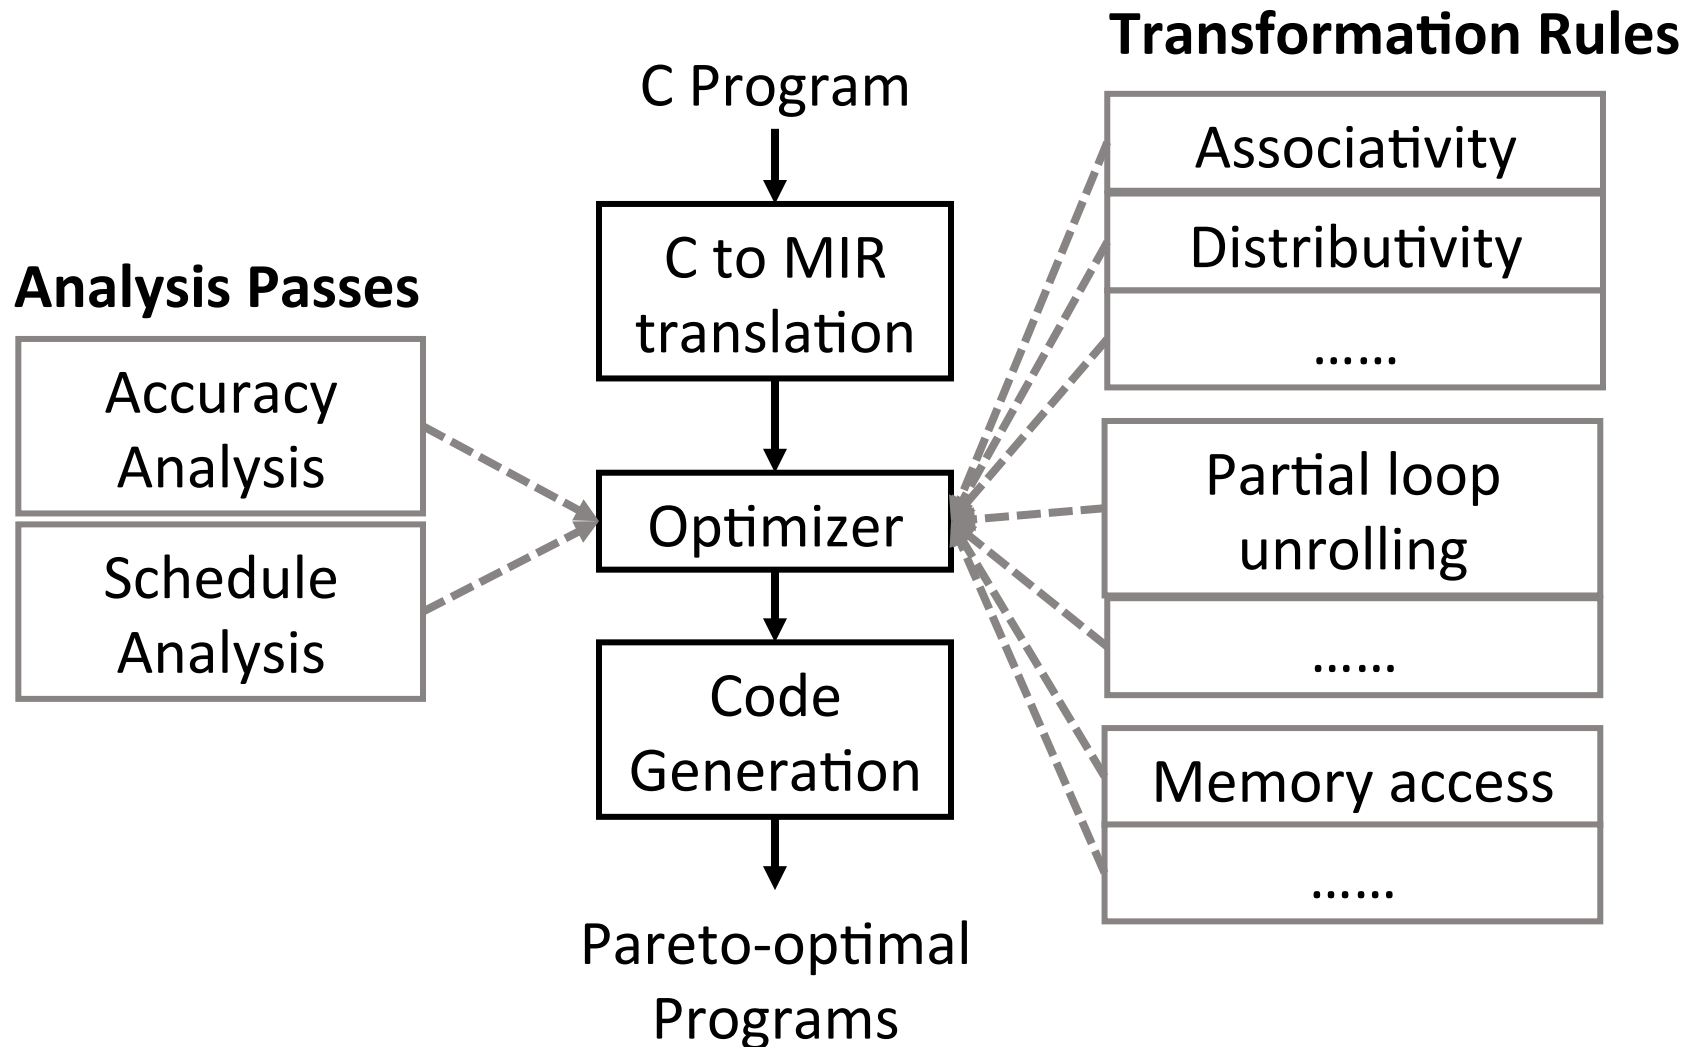 Transformation Rules
C Program
Associativity
Distributivity
......
C to MIR
translation
Analysis Passes
Accuracy
Analysis
Schedule
Analysis
Optimizer
Partial loop
unrolling
......
Code
Generation
Memory access
......
Pareto-optimal
Programs